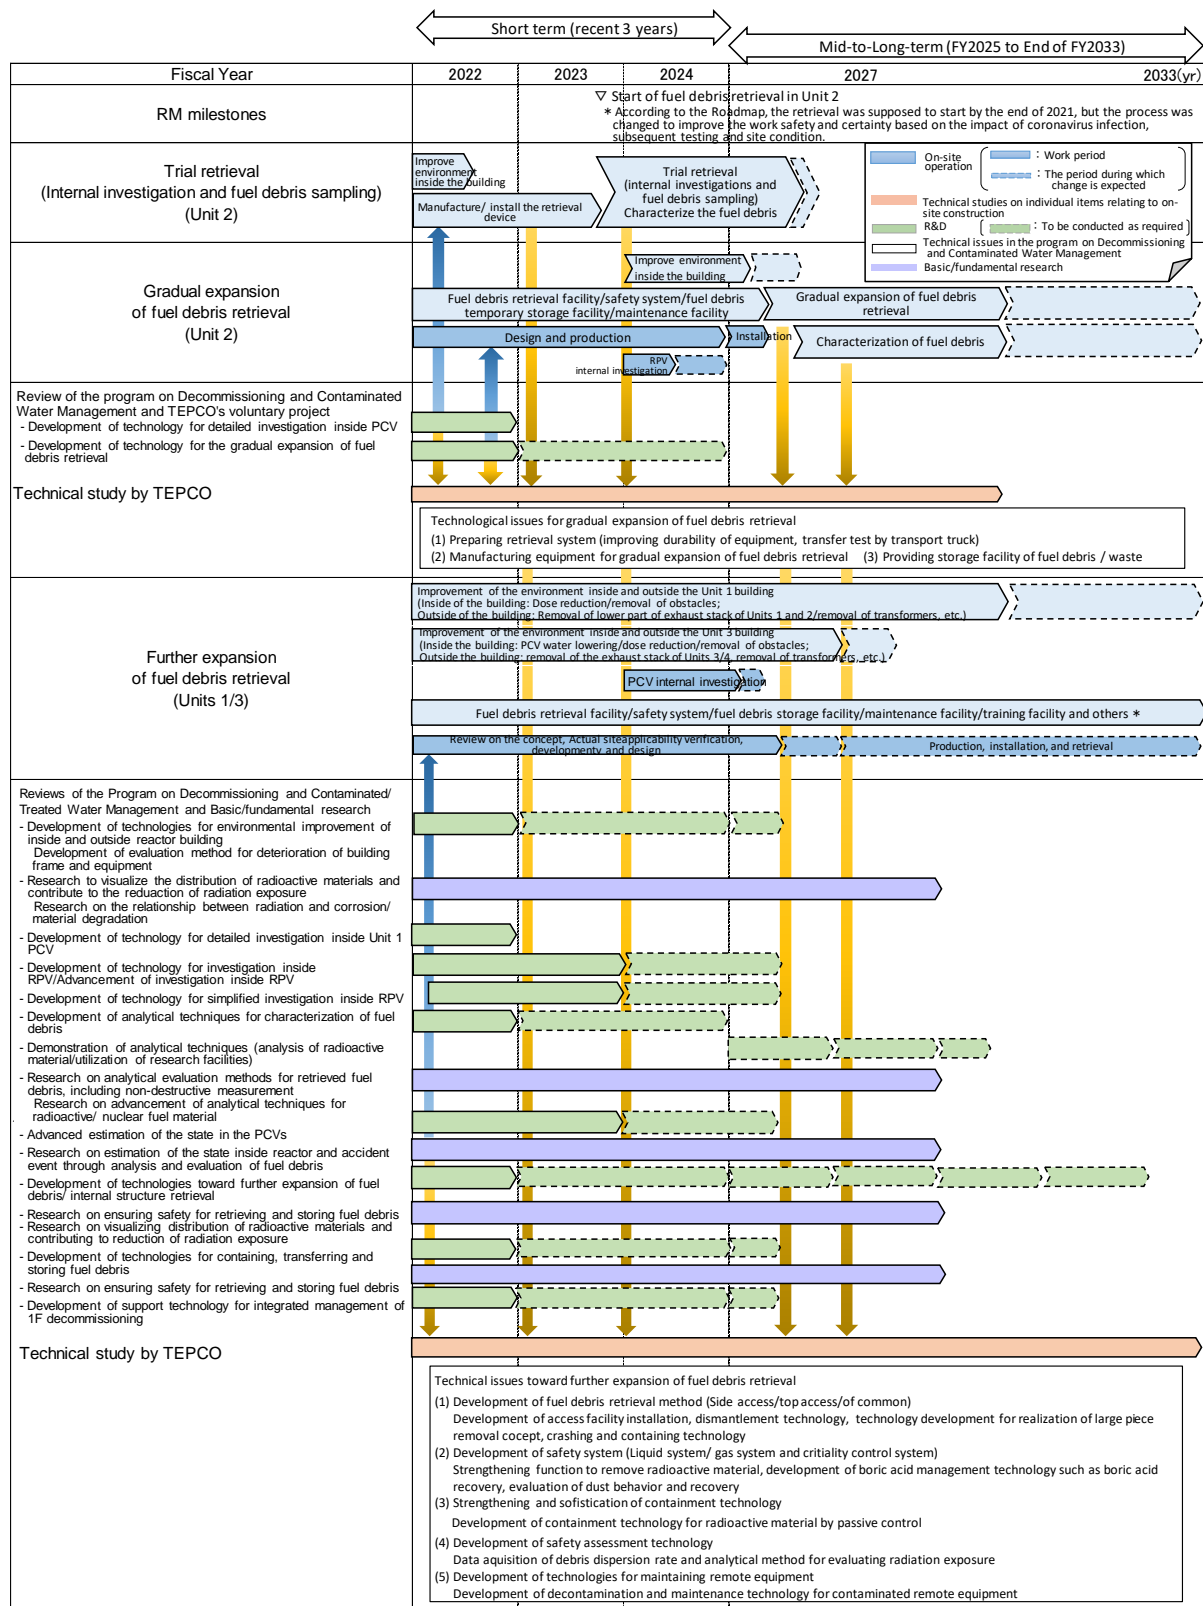 Short term (recent 3 years)
Mid-to-Long-term (FY2025 to End of FY2033)
Fiscal Year
2022
2023
2024
2027
2033(yr)
RM milestones
▽ Start of fuel debris retrieval in Unit 2
* According to the Roadmap, the retrieval was supposed to start by the end of 2021, but the process was
changed to improve the work safety and certainty based on the impact of coronavirus infection,
subsequent testing and site condition.
On-site
operation
: Work period
: The period during which
change is expected
Technical studies on individual items relating to on-
site construction
R&D
: To be conducted as required
Technical issues in the program on Decommissioning
and Contaminated Water Management
Basic/fundamental research
Trial retrieval
(Internal investigation and fuel debris sampling)
(Unit 2)
Improve
environment
inside the building
Manufacture/ install the retrieval
device
Trial retrieval
(internal investigations and
fuel debris sampling)
Characterize the fuel debris
Gradual expansion
of fuel debris retrieval
(Unit 2)
Improve environment
inside the building
Fuel debris retrieval facility/safety system/fuel debris
temporary storage facility/maintenance facility
Gradual expansion of fuel debris
retrieval
Design and production
Installation
Characterization of fuel debris
RPV
internal investigation
Review of the program on Decommissioning and Contaminated
Water Management and TEPCO's voluntary project
- Development of technology for detailed investigation inside PCV
- Development of technology for the gradual expansion of fuel
debris retrieval
Technical study by TEPCO
Technological issues for gradual expansion of fuel debris retrieval
(1) Preparing retrieval system (improving durability of equipment, transfer test by transport truck)
(2) Manufacturing equipment for gradual expansion of fuel debris retrieval (3) Providing storage facility of fuel debris / waste
Further expansion
of fuel debris retrieval
(Units 1/3)
Improvement of the environment inside and outside the Unit 1 building
(Inside of the building: Dose reduction/removal of obstacles;
Outside of the building: Removal of lower part of exhaust stack of Units 1 and 2/removal of transformers, etc.)
Improvement of the environment inside and outside the Unit 3 building
(Inside the building: PCV water lowering/dose reduction/removal of obstacles;
Outside the building: removal of the exhaust stack of Units 3/4, removal of transformers, etc.)
PCV internal investigation
Fuel debris retrieval facility/safety system/fuel debris storage facility/maintenance facility/training facility and others *
Review on the concept, Actual siteapplicability verification,
developmenty and design
Production, installation, and retrieval
Reviews of the Program on Decommissioning and Contaminated/
Treated Water Management and Basic/fundamental research
- Development of technologies for environmental improvement of
inside and outside reactor building
Development of evaluation method for deterioration of building
frame and equipment
- Research to visualize the distribution of radioactive materials and
contribute to the reduaction of radiation exposure
Research on the relationship between radiation and corrosion/
material degradation
- Development of technology for detailed investigation inside Unit 1
PCV
- Development of technology for investigation inside
RPV/Advancement of investigation inside RPV
- Development of technology for simplified investigation inside RPV
- Development of analytical techniques for characterization of fuel
debris
- Demonstration of analytical techniques (analysis of radioactive
material/utilization of research facilities)
- Research on analytical evaluation methods for retrieved fuel
debris, including non-destructive measurement
Research on advancement of analytical techniques for
radioactive/ nuclear fuel material
- Advanced estimation of the state in the PCVs
- Research on estimation of the state inside reactor and accident
event through analysis and evaluation of fuel debris
- Development of technologies toward further expansion of fuel
debris/ internal structure retrieval
- Research on ensuring safety for retrieving and storing fuel debris
- Research on visualizing distribution of radioactive materials and
contributing to reduction of radiation exposure
- Development of technologies for containing, transferring and
storing fuel debris
- Research on ensuring safety for retrieving and storing fuel debris
- Development of support technology for integrated management of
1F decommissioning
Technical study by TEPCO
Technical issues toward further expansion of fuel debris retrieval
(1) Development of fuel debris retrieval method (Side access/top access/of common)
Development of access facility installation, dismantlement technology, technology development for realization of large piece
removal cocept, crashing and containing technology
(2) Development of safety system (Liquid system/ gas system and critiality control system)
Strengthening function to remove radioactive material, development of boric acid management technology such as boric acid
recovery, evaluation of dust behavior and recovery
(3) Strengthening and sofistication of containment technology
Development of containment technology for radioactive material by passive control
(4) Development of safety assessment technology
Data aquisition of debris dispersion rate and analytical method for evaluating radiation exposure
(5) Development of technologies for maintaining remote equipment
Development of decontamination and maintenance technology for contaminated remote equipment